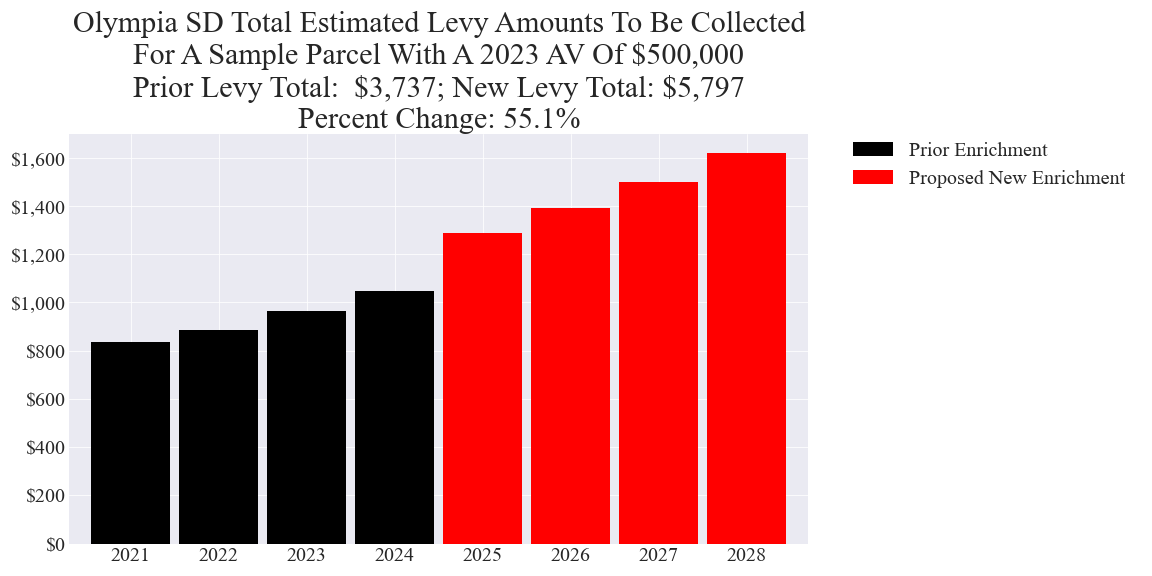 Olympia SD Total Estimated Levy Amounts To Be Collected
For A Sample Parcel With A 2023 AV Of $500,000
Prior Levy Total:  $3,737; New Levy Total: $5,797
Percent Change: 55.1%
Prior Enrichment
Proposed New Enrichment
$1,600
$1,400
$1,200
$1,000
$800
$600
$400
$200
$0
2021 2022 2023 2024 2025 2026 2027 2028